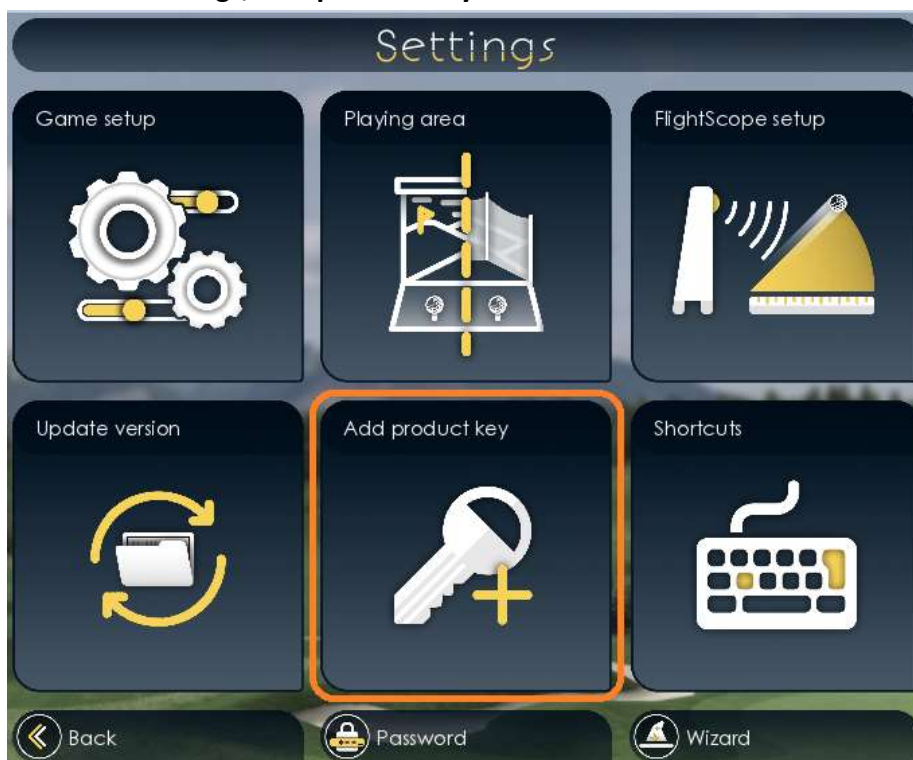 Settings
Game setup
Playing area
FlightScope setup
Update version
Add product key
Shortcuts
Back
Password
Wizard